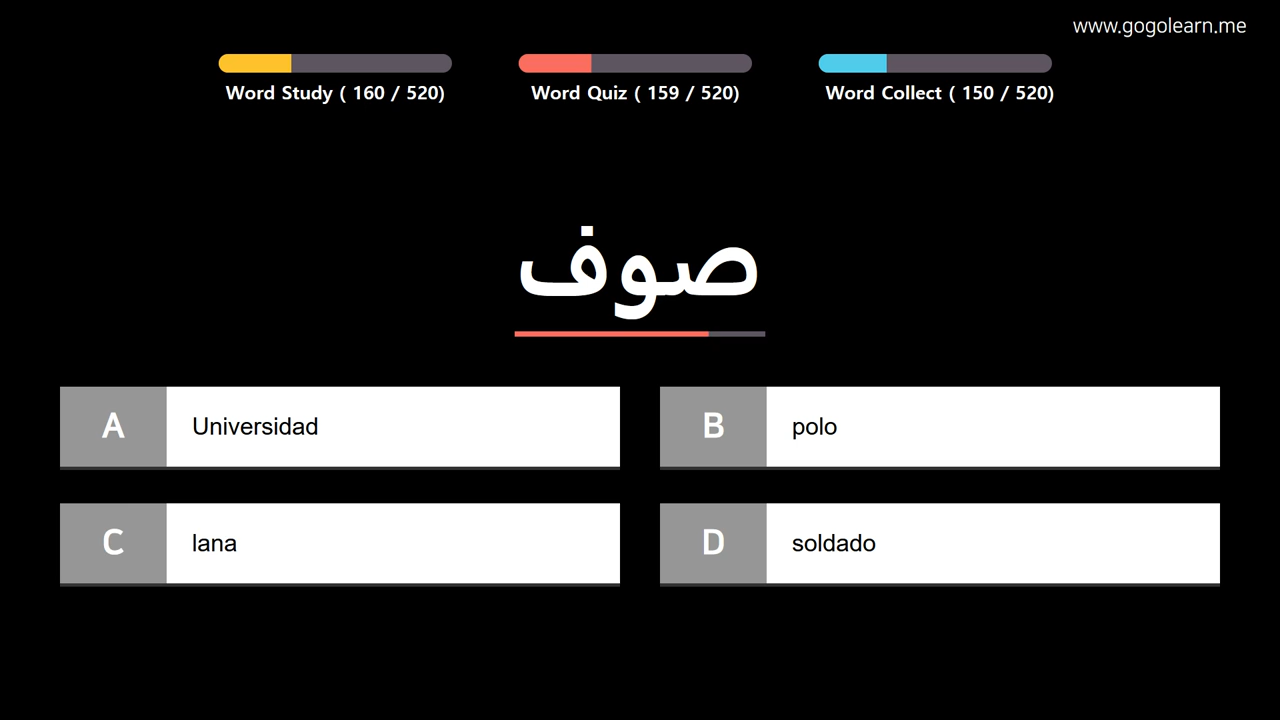 www.gogolearn.me
Word Study ( 160 / 520)
Word Quiz ( 159 / 520)
Word Collect ( 150 / 520)
صوف
A Universidad
B polo
C lana
D soldado